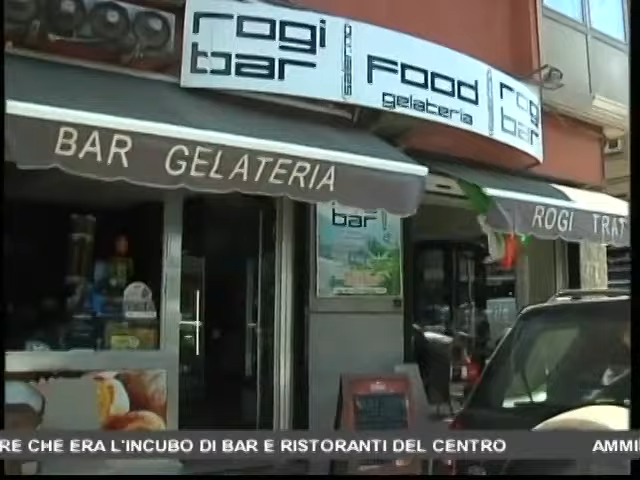 rogi
bar
Food
gelateria
rogi
bar
BAR GELATERIA
ROGI TRAT
bar
RE CHE ERA L'INCUBO DI BAR E RISTORANTI DEL CENTRO AMMI